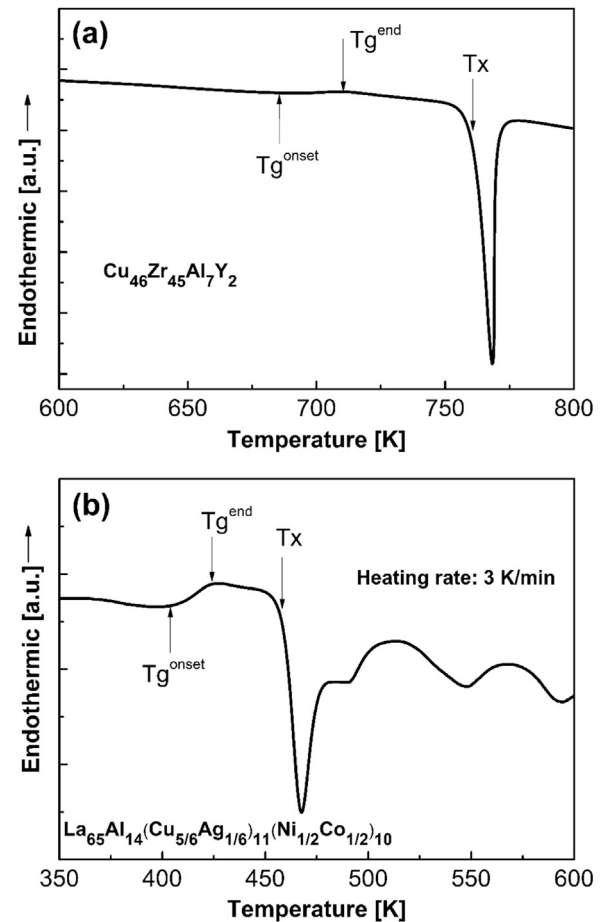 (a)
Tg^end
Tx
Tg^onset
Cu₄₆Zr₄₅Al₇Y₂
Endothermic [a.u.] →
600 650 700 750 800
Temperature [K]
(b)
Tg^end
Tx
Heating rate: 3 K/min
Tg^onset
Endothermic [a.u.] →
La₆₅Al₁₄(Cu₅/₆Ag₁/₆)₁₁(Ni₁/₂Co₁/₂)₁₀
350 400 450 500 550 600
Temperature [K]